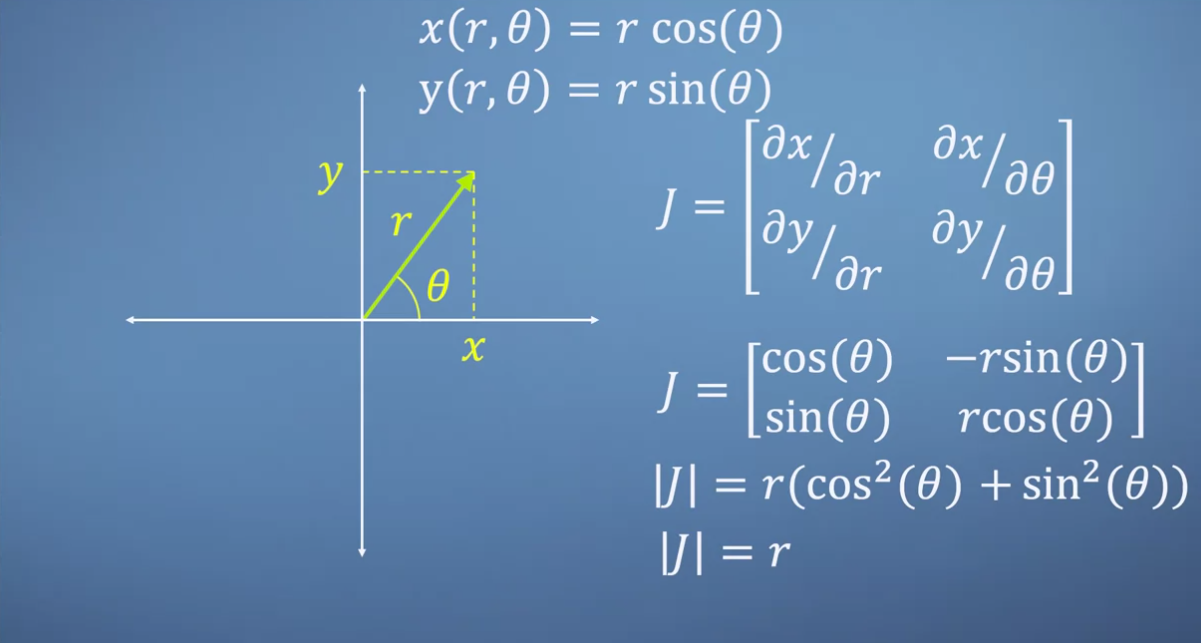 x(r, θ) = r cos(θ)
y(r, θ) = r sin(θ)
y
r
θ
x
J = [∂x/∂r ∂x/∂θ
∂y/∂r ∂y/∂θ]
J = [cos(θ) −rsin(θ)
sin(θ) rcos(θ)]
|J| = r(cos²(θ) + sin²(θ))
|J| = r